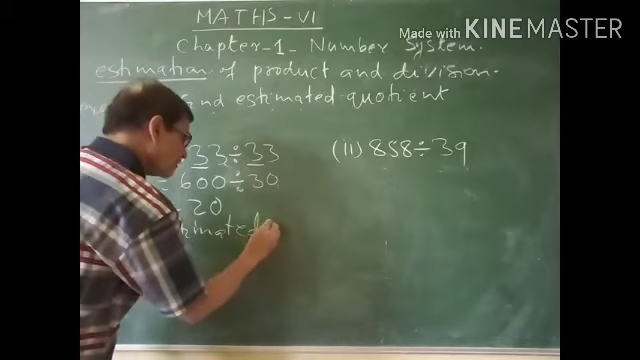 MATHS-VI
Made with KINEMASTER
Chapter-1. Number System.
estimation of product and division.
and estimated quotient
33÷33
(ii) 858÷39
= 600÷30
20